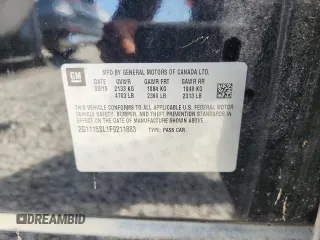 GM
MFD BY GENERAL MOTORS OF CANADA LTD.
DATE GVWR GAWR FRT GAWR RR
03/15 2133 KG 1084 KG 1049 KG
4703 LB 2390 LB 2313 LB
THIS VEHICLE CONFORMS TO ALL APPLICABLE U.S. FEDERAL MOTOR
VEHICLE SAFETY, BUMPER, AND THEFT PREVENTION STANDARDS IN
EFFECT ON THE DATE OF MANUFACTURE SHOWN ABOVE.
TYPE: PASS CAR
DREAMBID